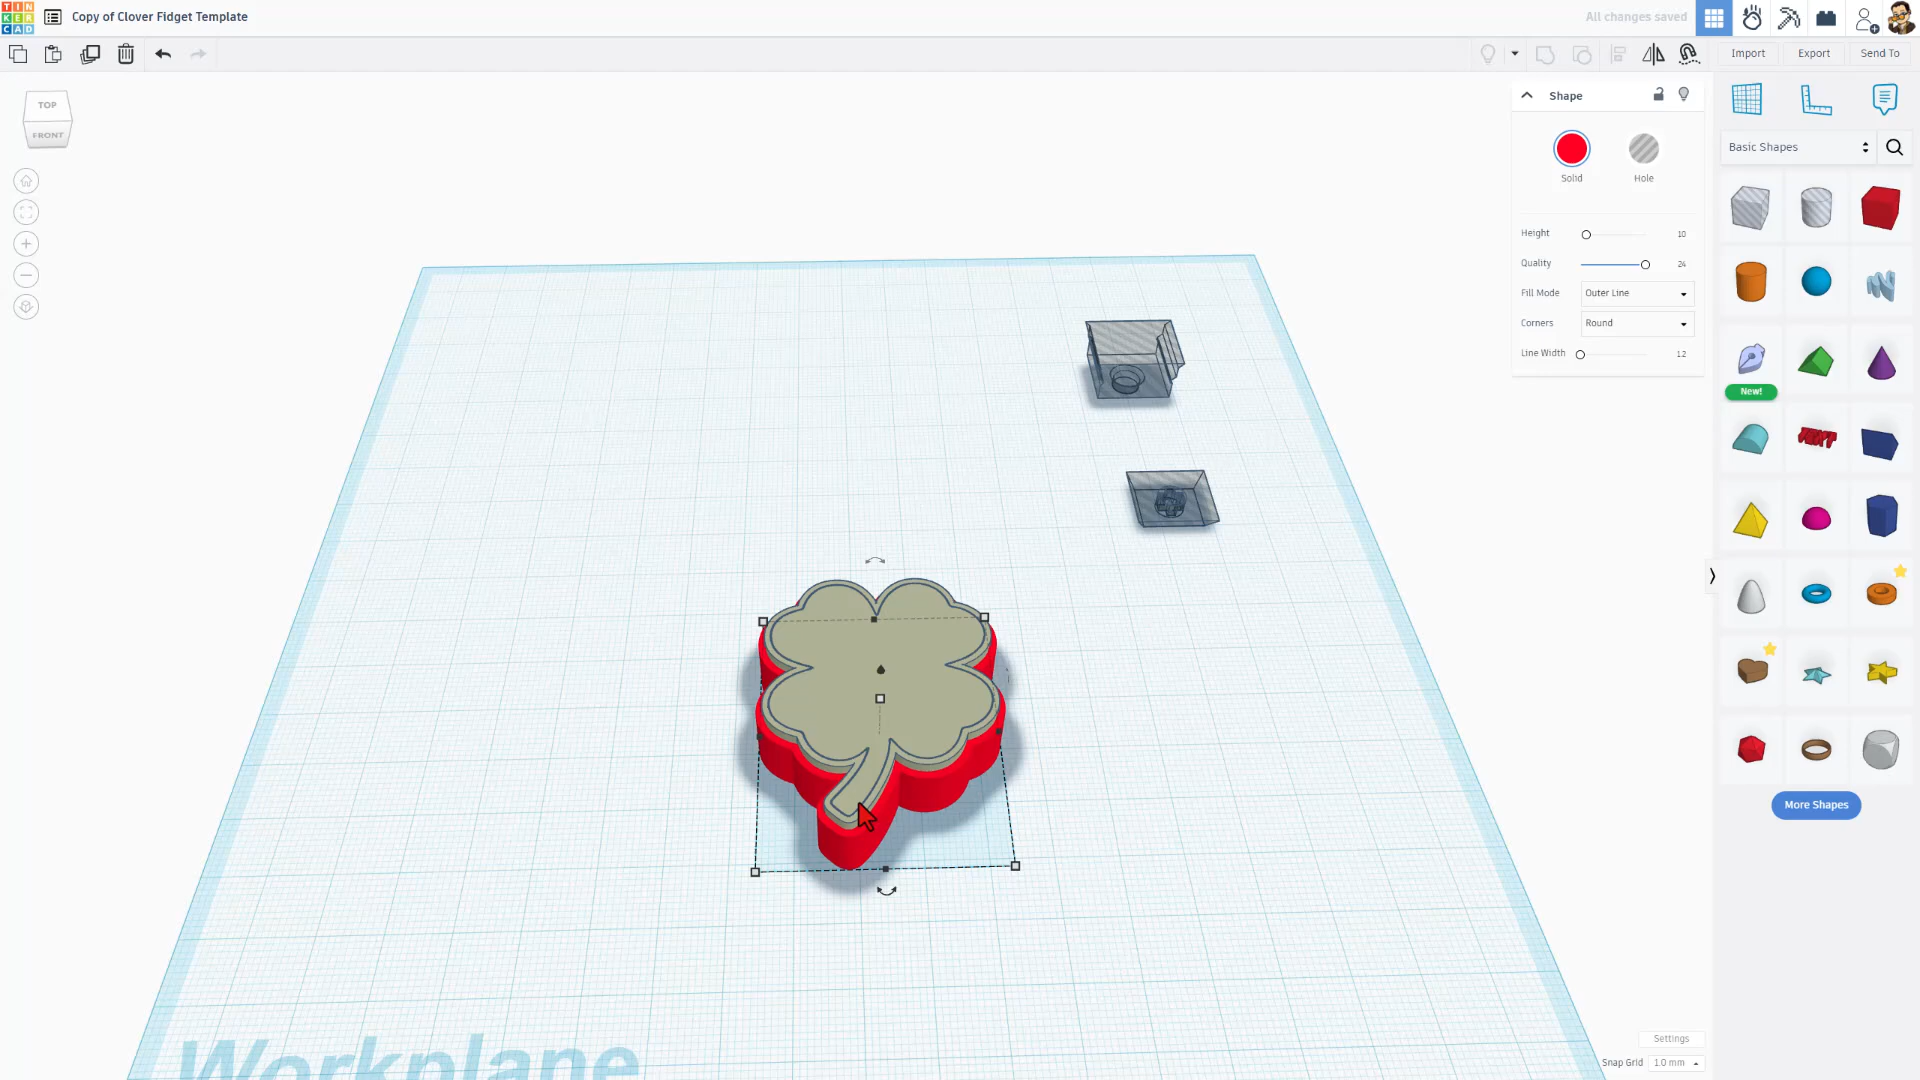 TIN
KER
CAD
Copy of Clover Fidget Template
All changes saved
Import
Export
Send To
TOP
FRONT
Shape
Solid
Hole
Height
10
Quality
24
Fill Mode
Outer Line
Corners
Round
Line Width
12
Basic Shapes
New!
TEXT
More Shapes
Workplane
Settings
Snap Grid
1.0 mm